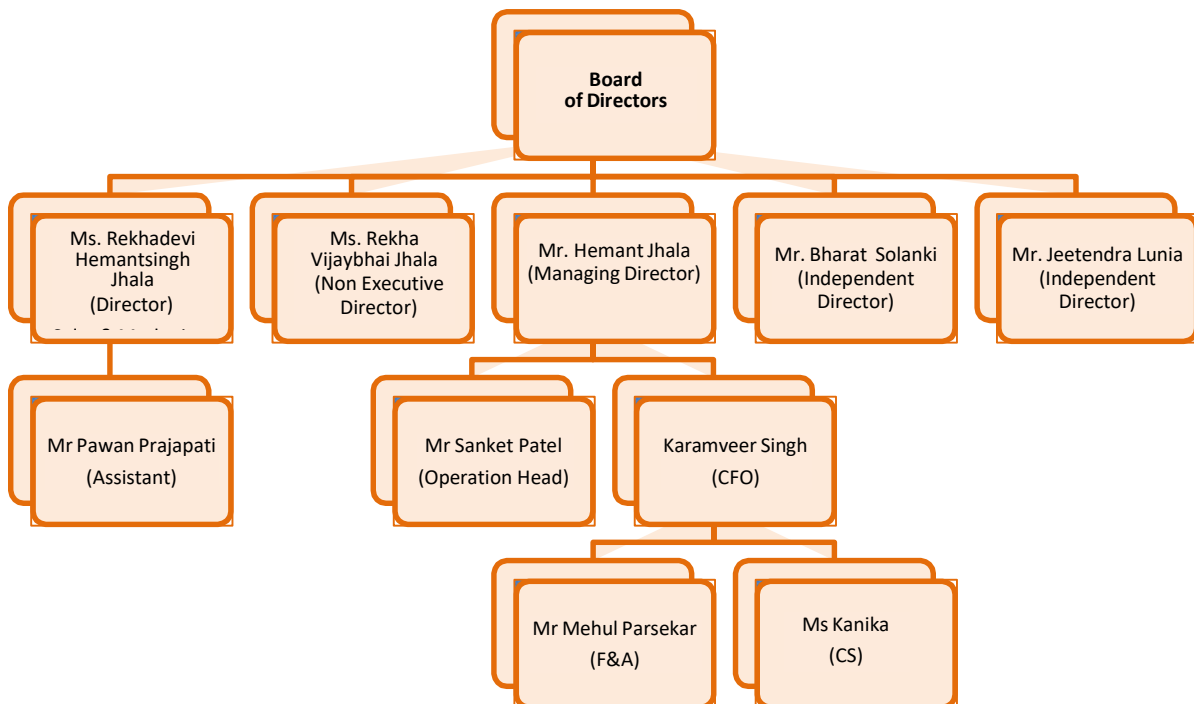 Board
of Directors
Ms. Rekhadevi
Hemantsingh
Jhala
(Director)
Ms. Rekha
Vijaybhai Jhala
(Non Executive
Director)
Mr. Hemant Jhala
(Managing Director)
Mr. Bharat Solanki
(Independent
Director)
Mr. Jeetendra Lunia
(Independent
Director)
Mr Pawan Prajapati
(Assistant)
Mr Sanket Patel
(Operation Head)
Karamveer Singh
(CFO)
Mr Mehul Parsekar
(F&A)
Ms Kanika
(CS)